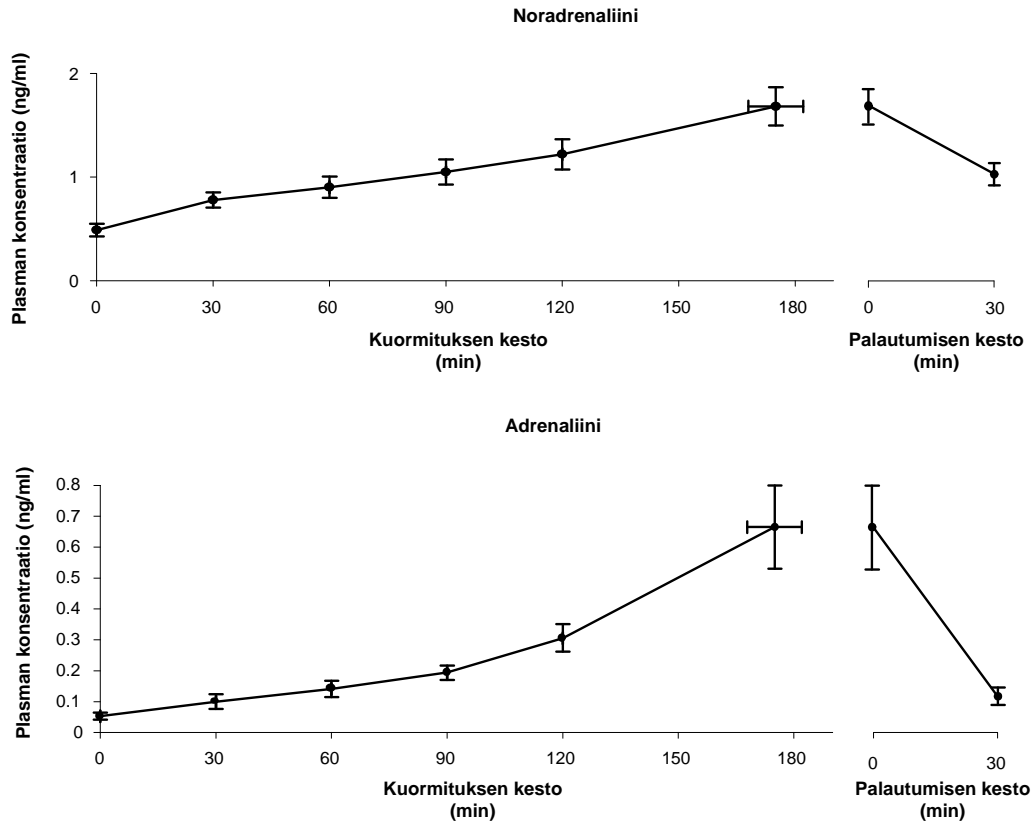 Noradrenaliini
Plasman konsentraatio (ng/ml)
2
1
0
0 30 60 90 120 150 180 0 30
Kuormituksen kesto
(min)
Palautumisen kesto
(min)
Adrenaliini
Plasman konsentraatio (ng/ml)
0.8
0.7
0.6
0.5
0.4
0.3
0.2
0.1
0
0 30 60 90 120 150 180 0 30
Kuormituksen kesto
(min)
Palautumisen kesto
(min)